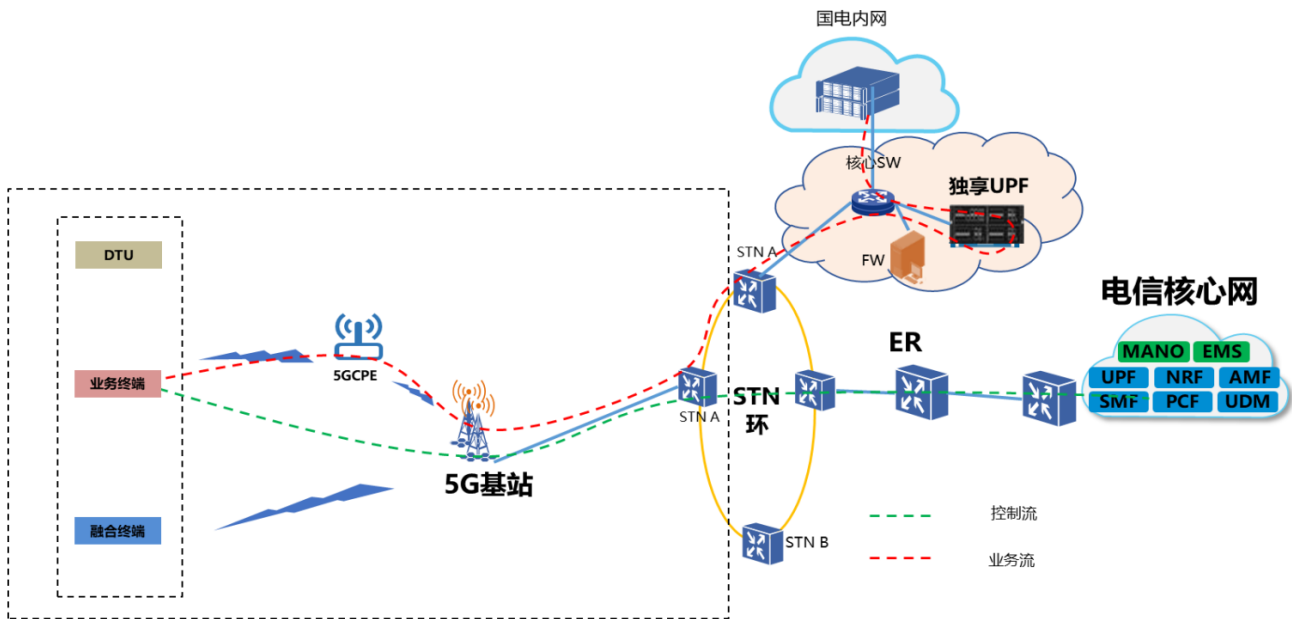 国电内网
核心SW
独享UPF
FW
STN A
DTU
业务终端
融合终端
5GCPE
5G基站
STN A
STN
环
STN B
ER
电信核心网
MANO EMS
UPF NRF AMF
SMF PCF UDM
控制流
业务流